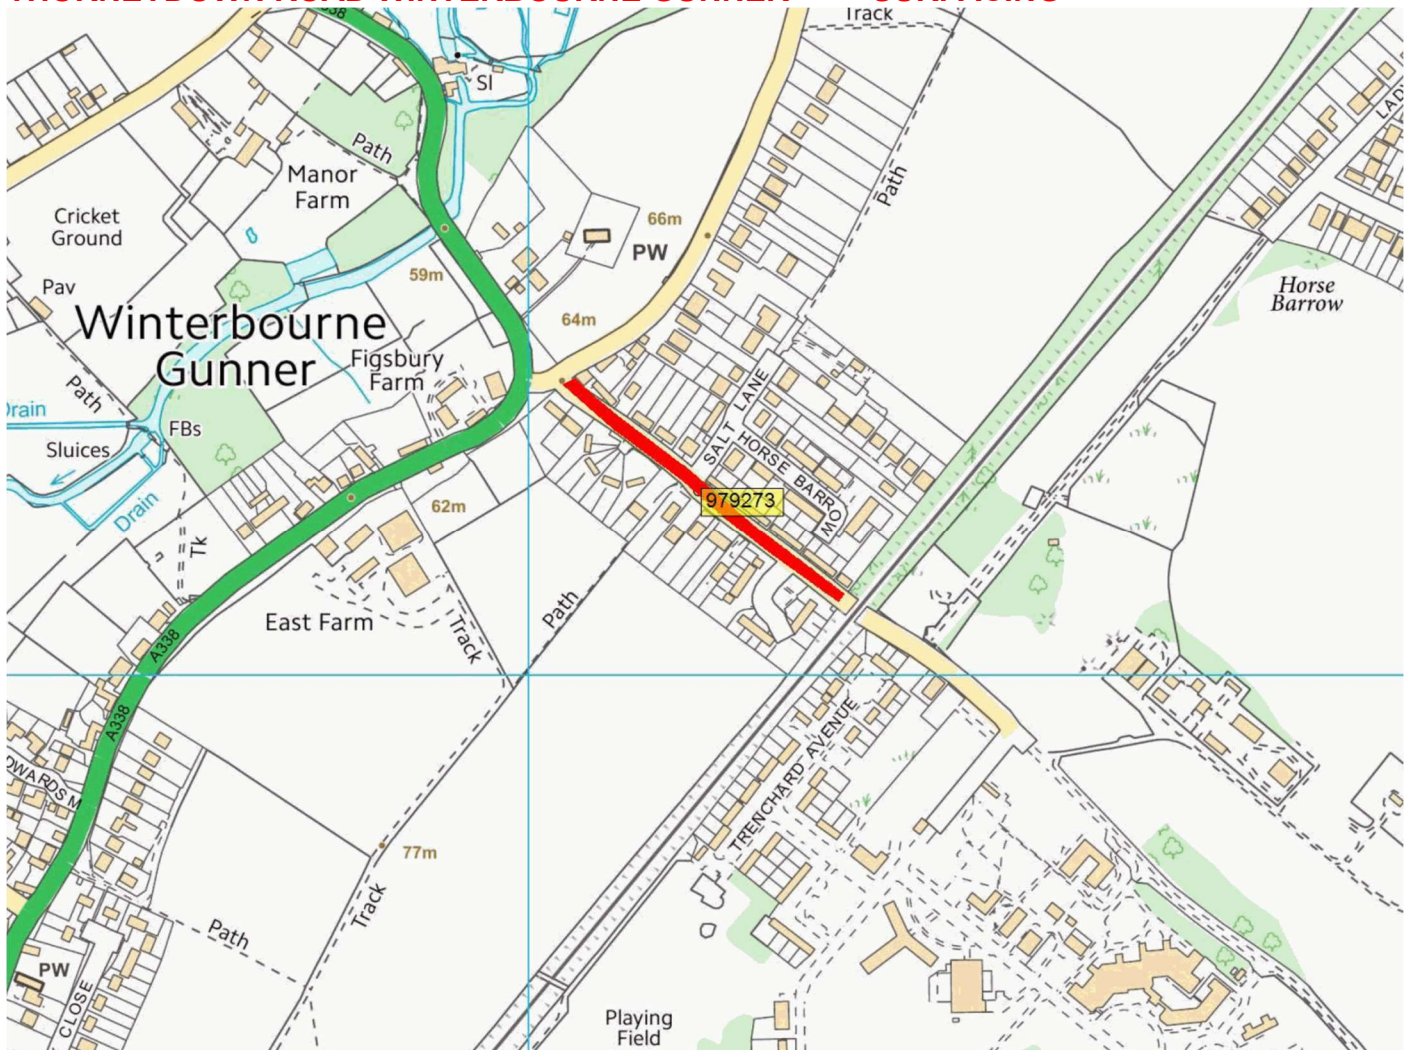 A338
Track
Sl
Path
Manor
Farm
Cricket
Ground
Path
66m
PW
59m
Pav
Horse
Barrow
Winterbourne
Gunner
64m
Figsbury
Farm
Path
SALT LANE
HORSE BARROW
Drain
FBs
Sluices
979273
62m
Drain
Tk
Path
East Farm
Track
A338
A338
TRENCHARD AVENUE
77m
Track
Path
PW
CLOSE
Playing
Field